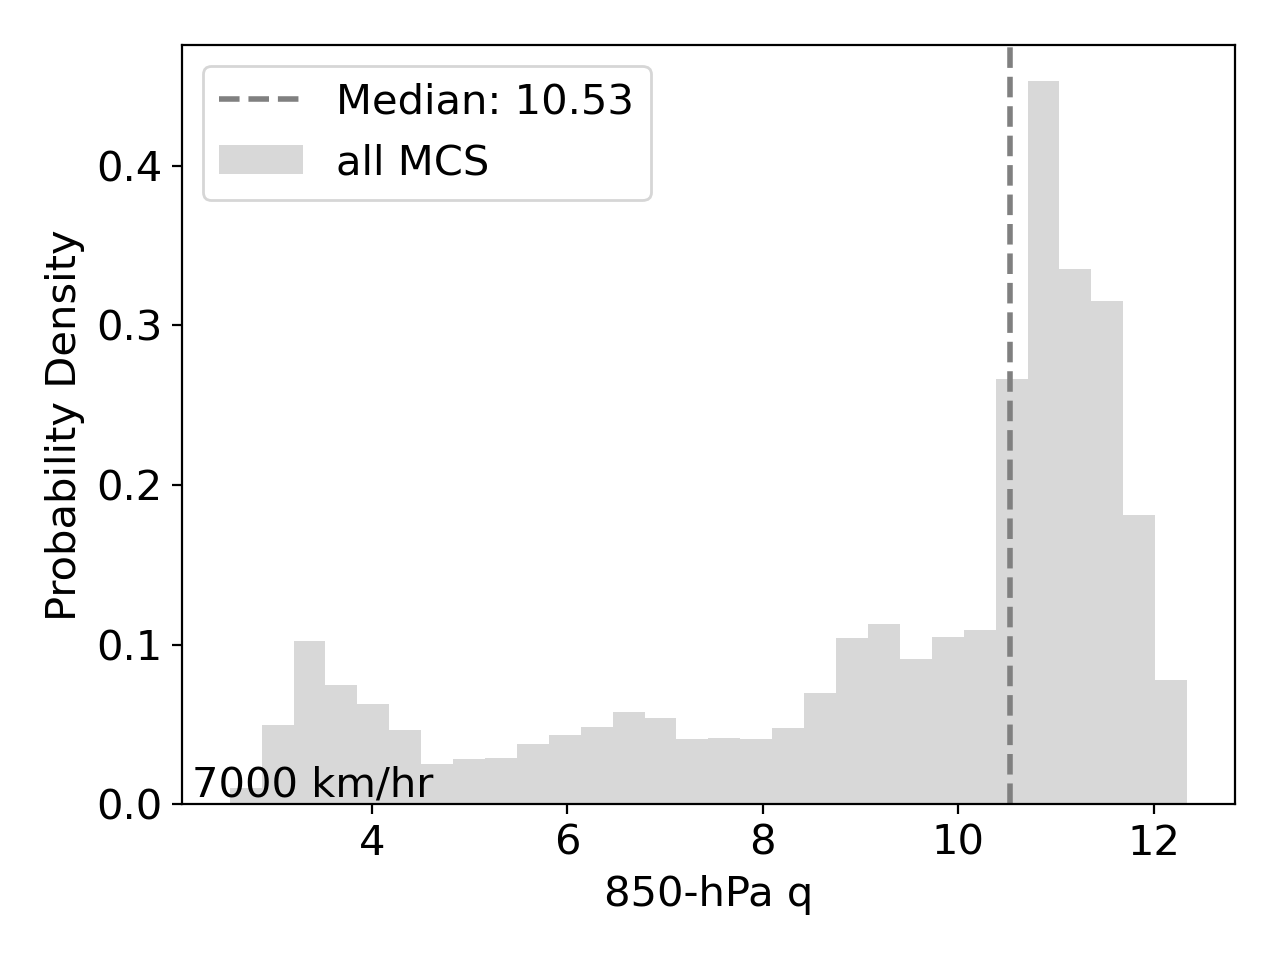 Median: 10.53
all MCS
0.4
0.3
0.2
0.1
0.0
Probability Density
7000 km/hr
4 6 8 10 12
850-hPa q